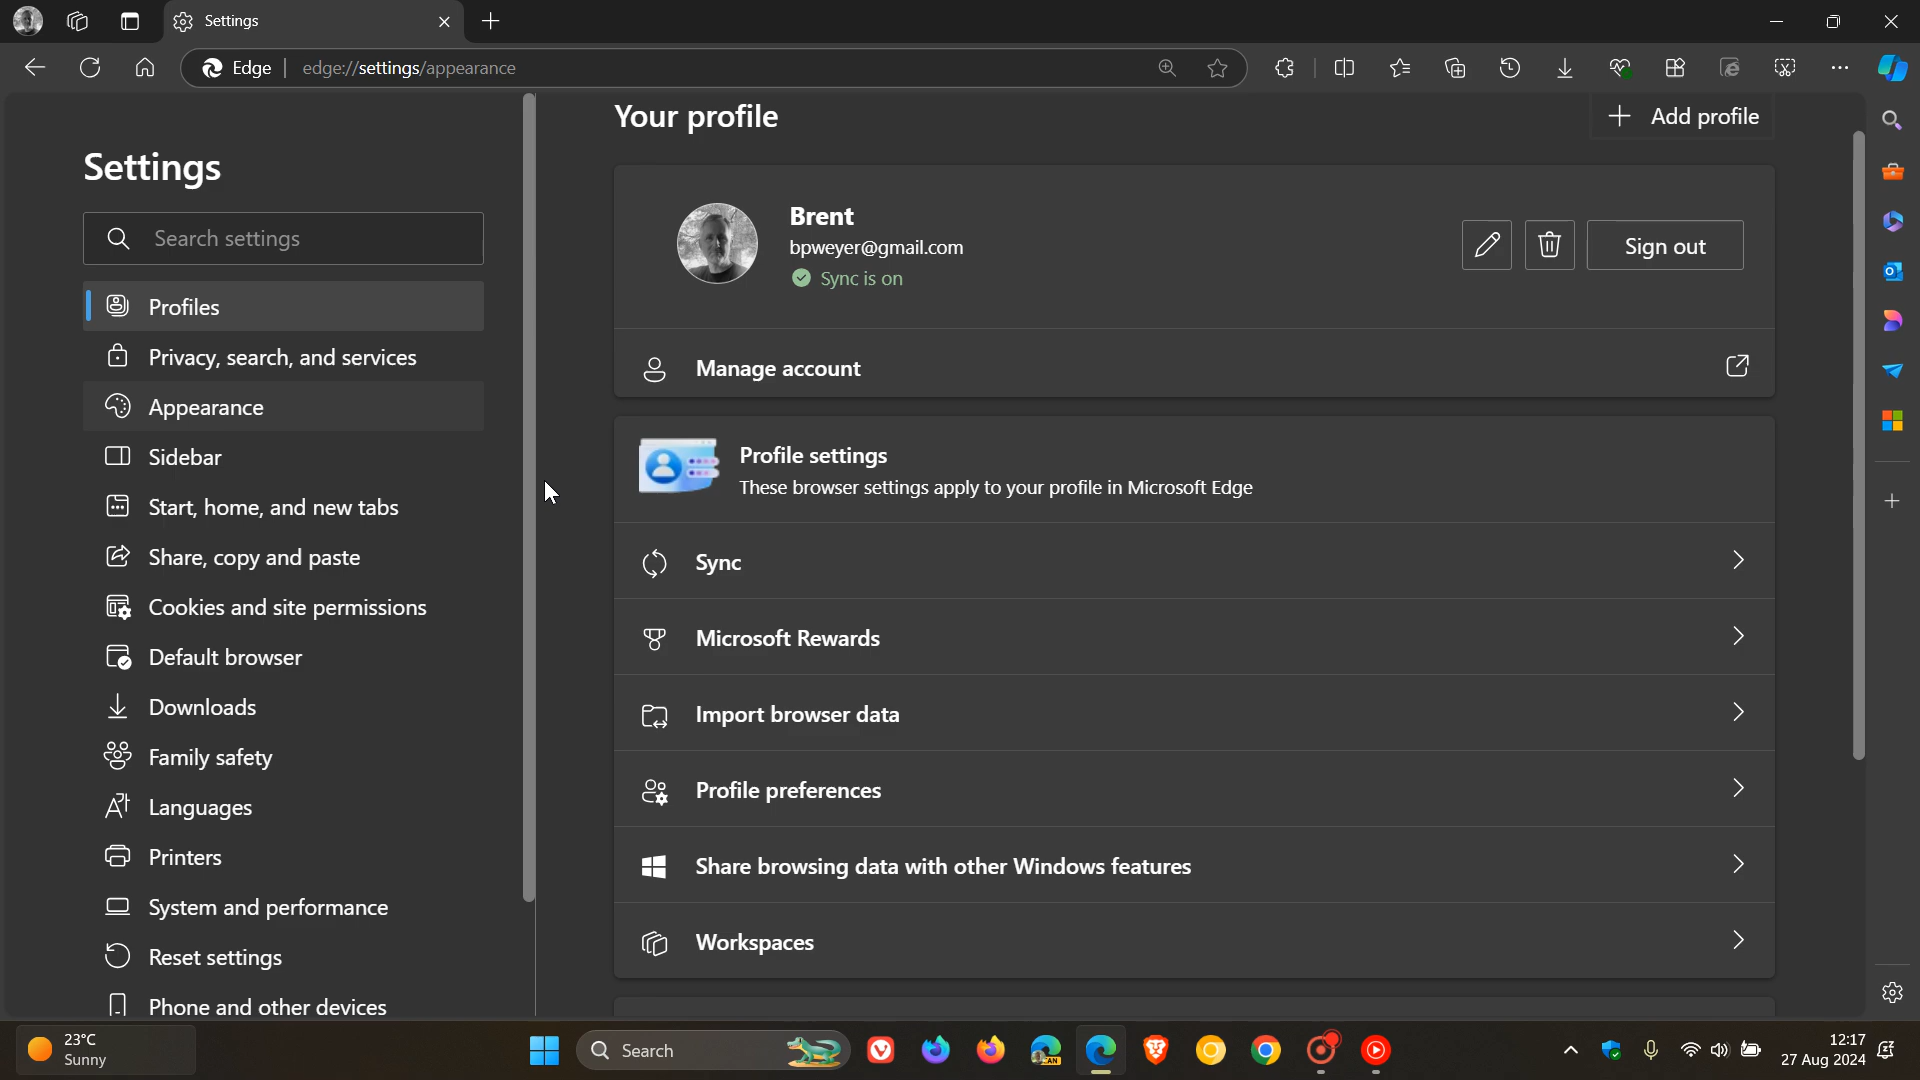 Settings
Edge
edge://settings/appearance
Settings
Search settings
Profiles
Privacy, search, and services
Appearance
Sidebar
Start, home, and new tabs
Share, copy and paste
Cookies and site permissions
Default browser
Downloads
Family safety
Languages
Printers
System and performance
Reset settings
Phone and other devices
Your profile
Add profile
Brent
bpweyer@gmail.com
Sync is on
Sign out
Manage account
Profile settings
These browser settings apply to your profile in Microsoft Edge
Sync
Microsoft Rewards
Import browser data
Profile preferences
Share browsing data with other Windows features
Workspaces
23°C
Sunny
Search
CAN
12:17
27 Aug 2024